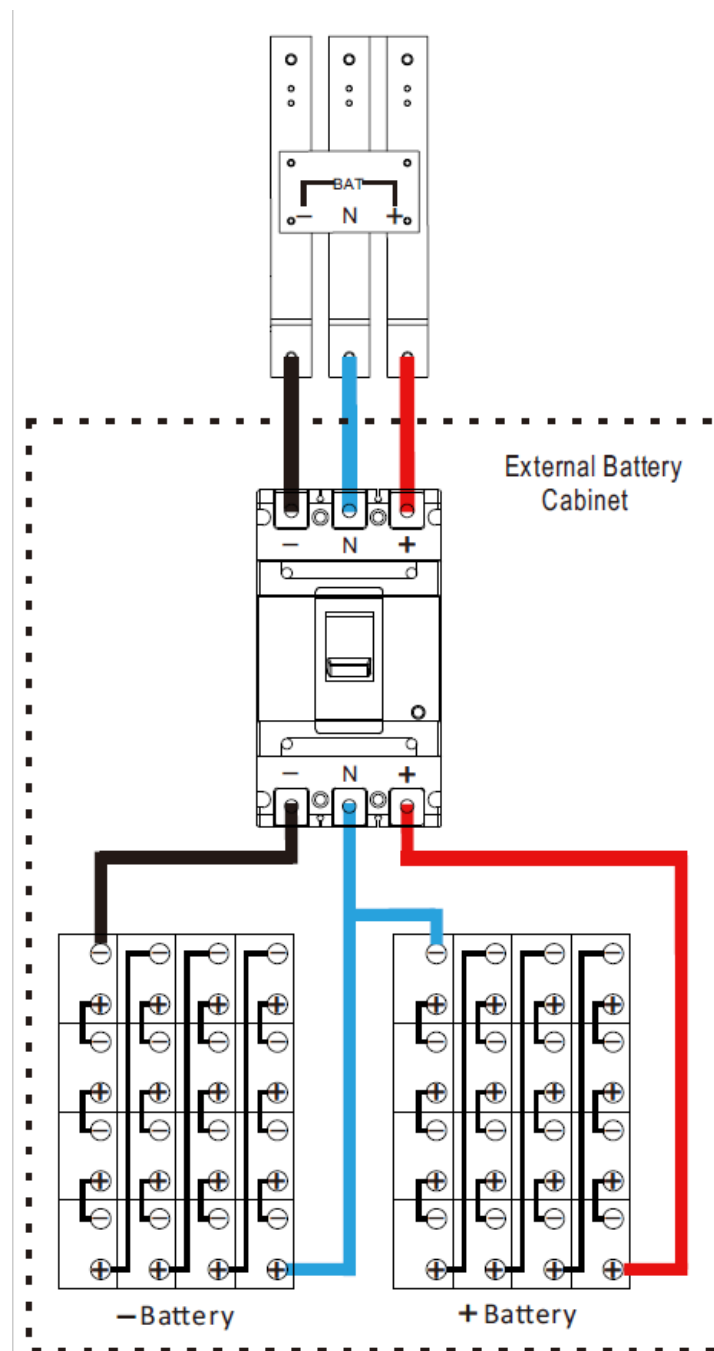 BAT
− N +
External Battery
Cabinet
− N +
− N +
− + − + − + − +
− + − + − + − +
− + − + − + − +
− + − + − + − +
− + − + − + − +
− + − + − + − +
− + − + − + − +
− + − + − + − +
−Battery
+Battery